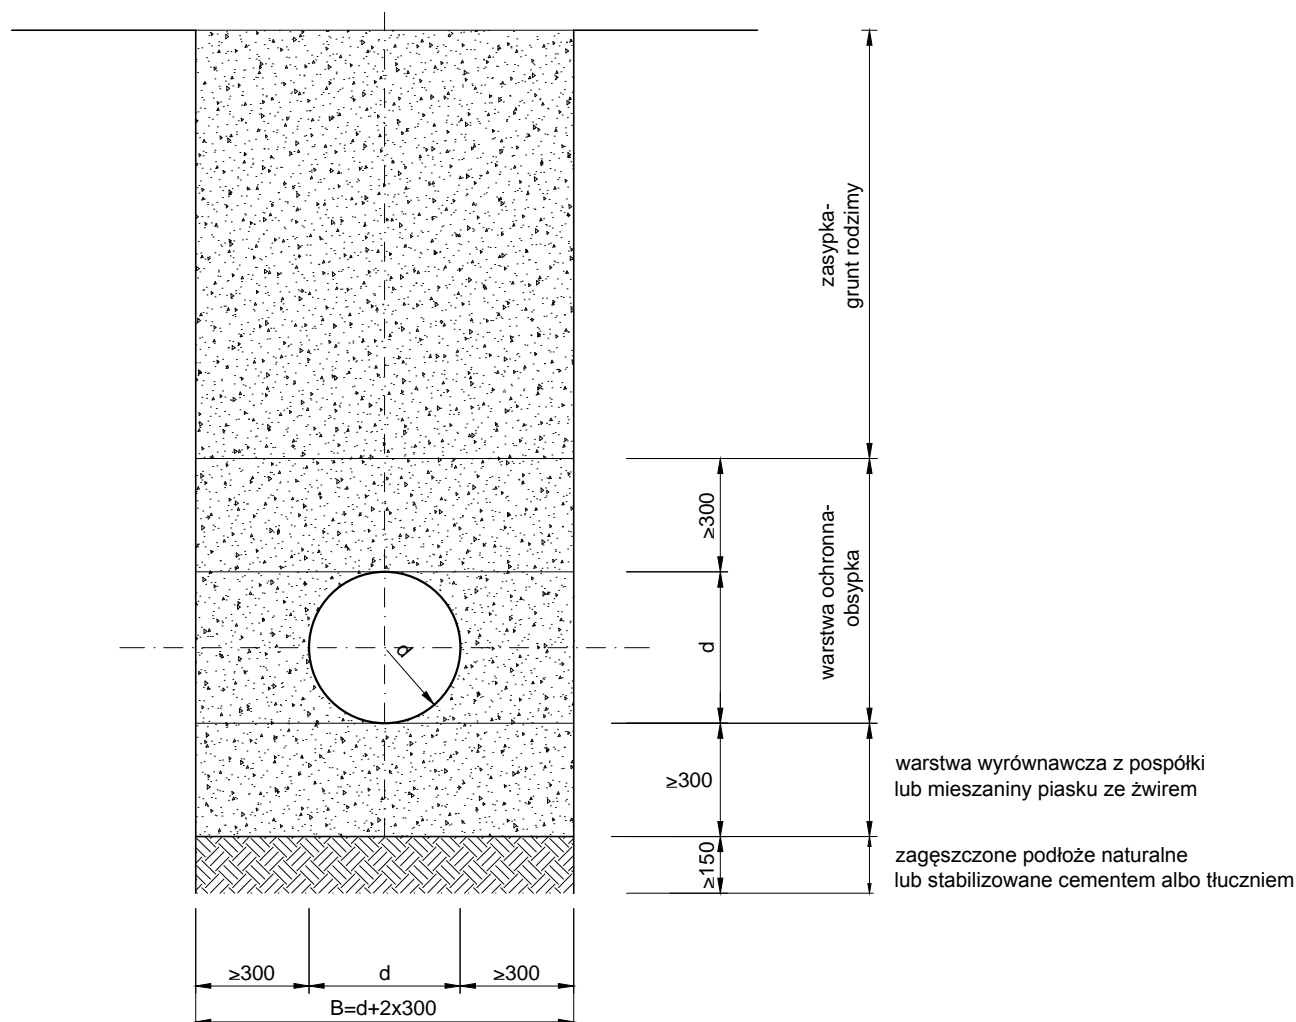 zasypka-
grunt rodzimy
≥300
warstwa ochronna-
obsypka
d
d
≥300
warstwa wyrównawcza z pospółki
lub mieszaniny piasku ze żwirem
≥150
zagęszczone podłoże naturalne
lub stabilizowane cementem albo tłuczniem
≥300
d
≥300
B=d+2x300